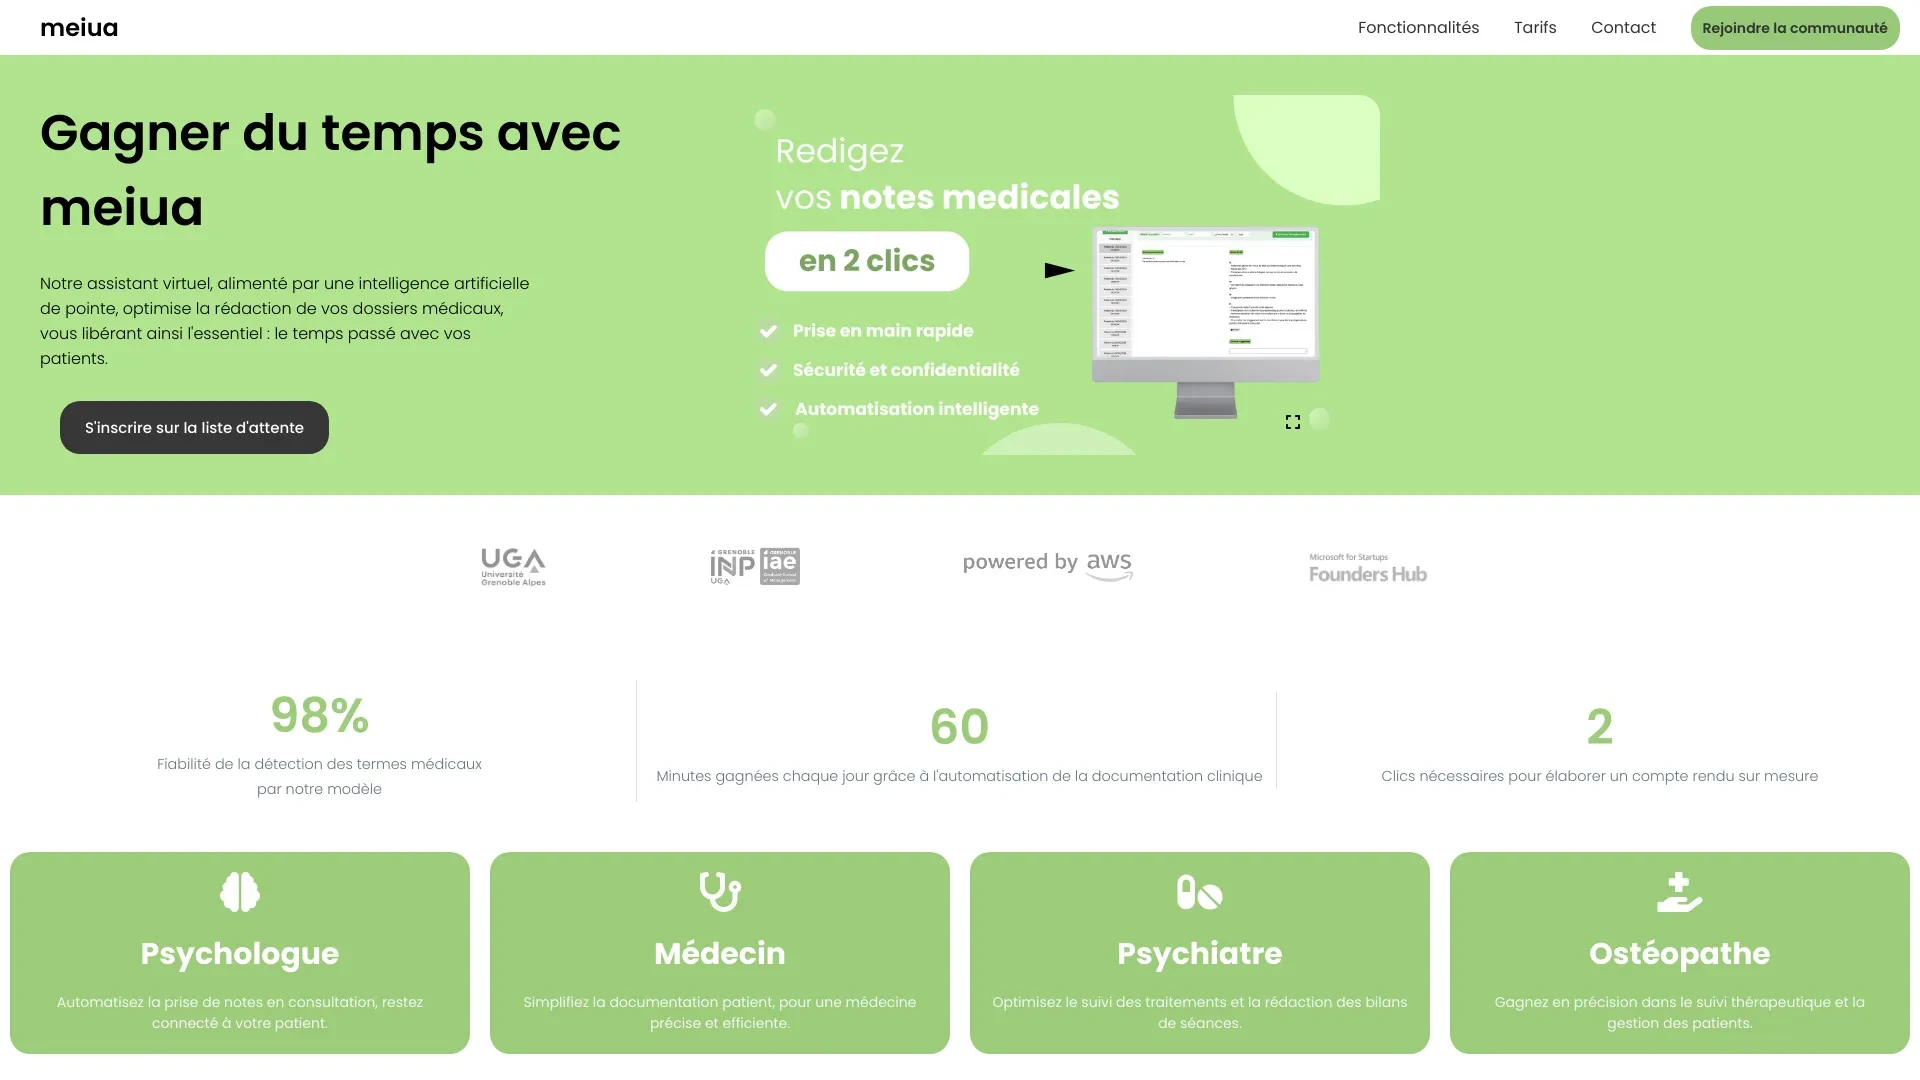 meiua
Fonctionnalités
Tarifs
Contact
Rejoindre la communauté
Gagner du temps avec
meiua
Notre assistant virtuel, alimenté par une intelligence artificielle
de pointe, optimise la rédaction de vos dossiers médicaux,
vous libérant ainsi l'essentiel : le temps passé avec vos
patients.
S'inscrire sur la liste d'attente
Redigez
vos notes medicales
en 2 clics
Prise en main rapide
Sécurité et confidentialité
Automatisation intelligente
UGA
Université
Grenoble Alpes
GRENOBLE
INP
UGA
GRENOBLE
iae
powered by aws
Microsoft for Startups
Founders Hub
98%
Fiabilité de la détection des termes médicaux
par notre modèle
60
Minutes gagnées chaque jour grâce à l'automatisation de la documentation clinique
2
Clics nécessaires pour élaborer un compte rendu sur mesure
Psychologue
Automatisez la prise de notes en consultation, restez
connecté à votre patient.
Médecin
Simplifiez la documentation patient, pour une médecine
précise et efficiente.
Psychiatre
Optimisez le suivi des traitements et la rédaction des bilans
de séances.
Ostéopathe
Gagnez en précision dans le suivi thérapeutique et la
gestion des patients.